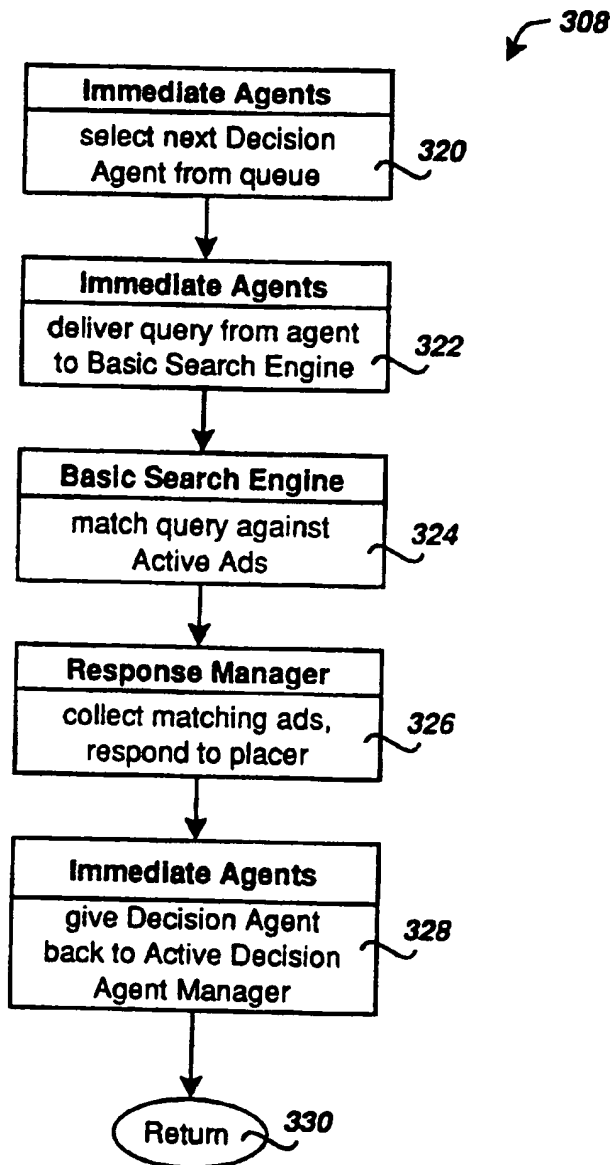 308
Immediate Agents
select next Decision
Agent from queue
320
Immediate Agents
deliver query from agent
to Basic Search Engine
322
Basic Search Engine
match query against
Active Ads
324
Response Manager
collect matching ads,
respond to placer
326
Immediate Agents
give Decision Agent
back to Active Decision
Agent Manager
328
Return
330